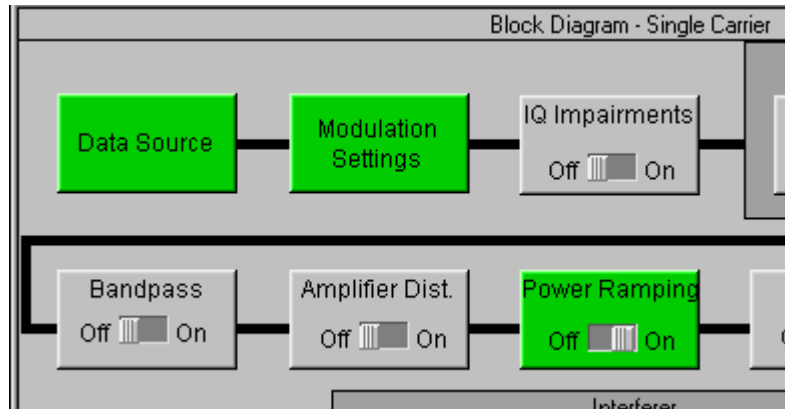 Block Diagram - Single Carrier
Data Source
Modulation
Settings
IQ Impairments
Off On
Bandpass
Off On
Amplifier Dist.
Off On
Power Ramping
Off On
Interferer